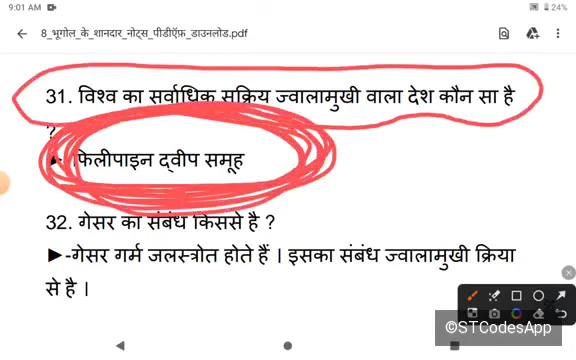 9:01 AM
24%
8_भूगोल_के_शानदार_नोट्स_पीडीऍफ़_डाउनलोड.pdf
31. विश्व का सर्वाधिक सक्रिय ज्वालामुखी वाला देश कौन सा है
?
►- फिलीपाइन द्वीप समूह
32. गेसर का संबंध किससे है ?
►-गेसर गर्म जलस्त्रोत होते हैं । इसका संबंध ज्वालामुखी क्रिया
से है ।
©STCodesApp